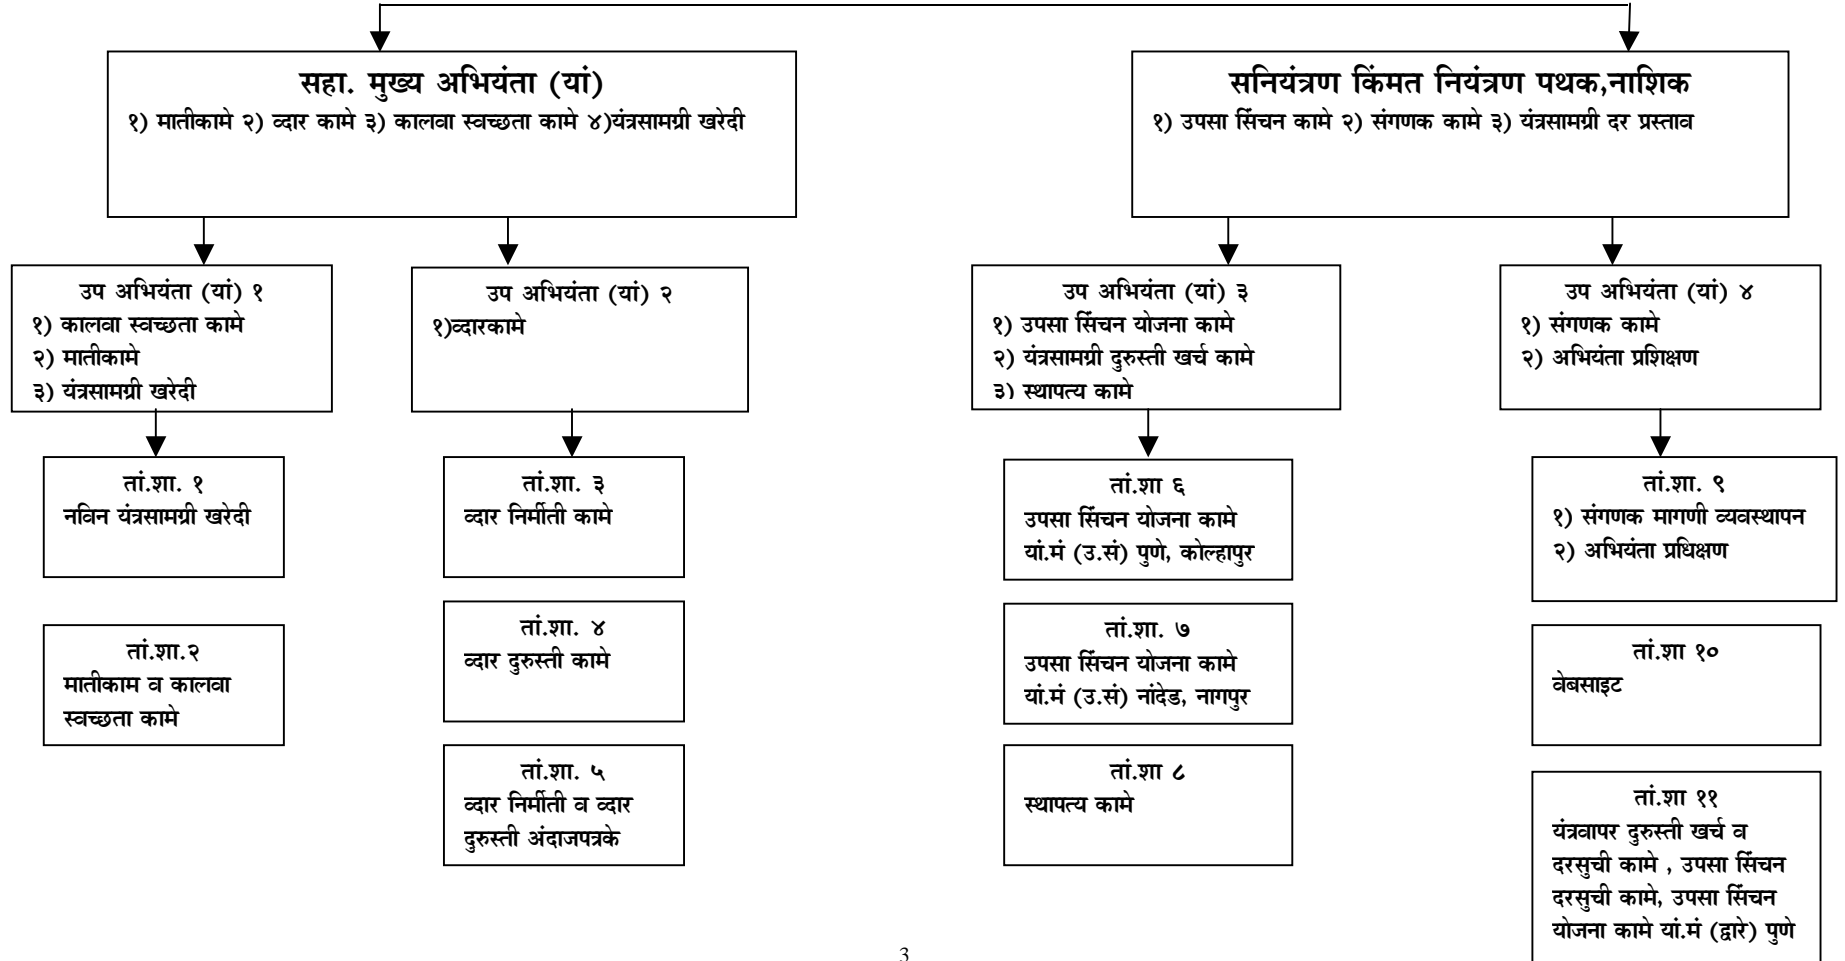 सहा. मुख्य अभियंता (यां)
१) मातीकामे २) व्दार कामे ३) कालवा स्वच्छता कामे ४)यंत्रसामग्री खरेदी
सनियंत्रण किंमत नियंत्रण पथक,नाशिक
१) उपसा सिंचन कामे २) संगणक कामे ३) यंत्रसामग्री दर प्रस्ताव
उप अभियंता (यां) १
१) कालवा स्वच्छता कामे
२) मातीकामे
३) यंत्रसामग्री खरेदी
उप अभियंता (यां) २
१)व्दारकामे
उप अभियंता (यां) ३
१) उपसा सिंचन योजना कामे
२) यंत्रसामग्री दुरुस्ती खर्च कामे
३) स्थापत्य कामे
उप अभियंता (यां) ४
१) संगणक कामे
२) अभियंता प्रशिक्षण
तां.शा. १
नविन यंत्रसामग्री खरेदी
तां.शा. ३
व्दार निर्मीती कामे
तां.शा ६
उपसा सिंचन योजना कामे
यां.मं (उ.सं) पुणे, कोल्हापुर
तां.शा. ९
१) संगणक मागणी व्यवस्थापन
२) अभियंता प्रधिक्षण
तां.शा.२
मातीकाम व कालवा
स्वच्छता कामे
तां.शा. ४
व्दार दुरुस्ती कामे
तां.शा. ७
उपसा सिंचन योजना कामे
यां.मं (उ.सं) नांदेड, नागपुर
तां.शा १०
वेबसाइट
तां.शा. ५
व्दार निर्मीती व व्दार
दुरुस्ती अंदाजपत्रके
तां.शा ८
स्थापत्य कामे
तां.शा ११
यंत्रवापर दुरुस्ती खर्च व
दरसुची कामे , उपसा सिंचन
दरसुची कामे, उपसा सिंचन
योजना कामे यां.मं (द्वारे) पुणे
3